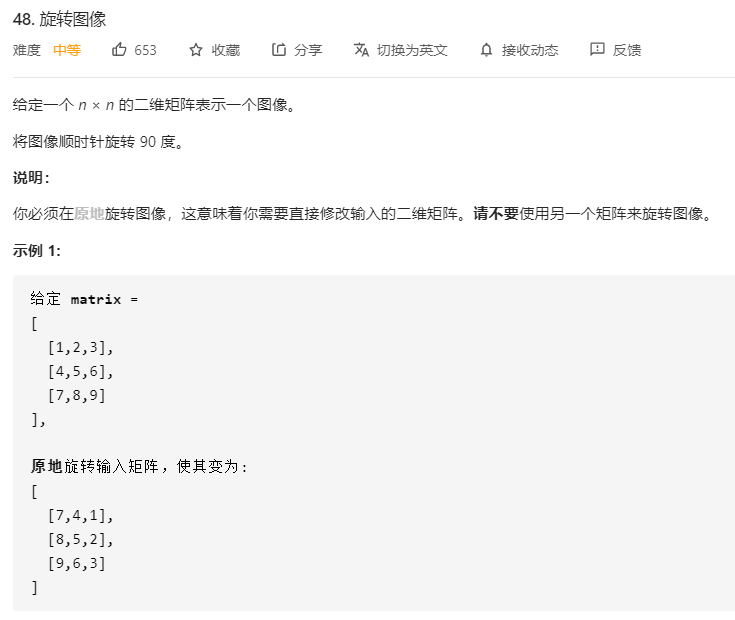 48. 旋转图像
难度 中等 653 收藏 分享 切换为英文 接收动态 反馈
给定一个 n × n 的二维矩阵表示一个图像。
将图像顺时针旋转 90 度。
说明：
你必须在原地旋转图像，这意味着你需要直接修改输入的二维矩阵。请不要使用另一个矩阵来旋转图像。
示例 1:
给定 matrix =
[
[1,2,3],
[4,5,6],
[7,8,9]
],
原地旋转输入矩阵，使其变为:
[
[7,4,1],
[8,5,2],
[9,6,3]
]